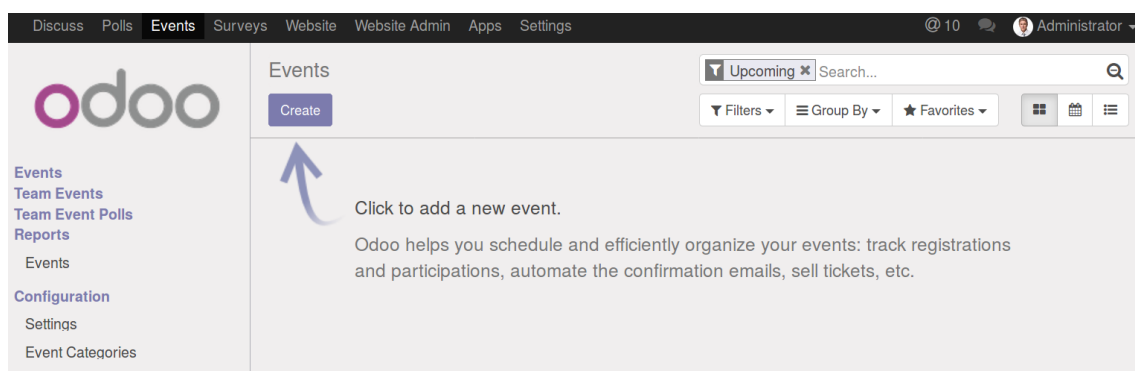 Discuss Polls Events Surveys Website Website Admin Apps Settings @ 10 Administrator
odoo
Events
Team Events
Team Event Polls
Reports
Events
Configuration
Settings
Event Categories
Events
Upcoming Search...
Create
Filters Group By Favorites
Click to add a new event.
Odoo helps you schedule and efficiently organize your events: track registrations
and participations, automate the confirmation emails, sell tickets, etc.